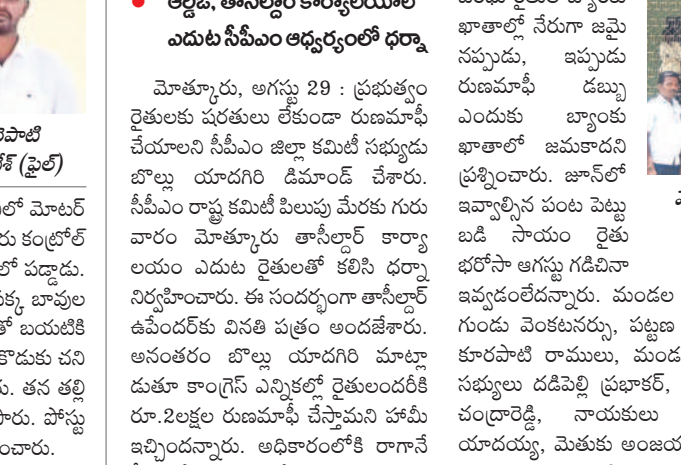 ఆర్డీఓ, తాసీల్దార్ కార్యాలయాల
ఎదుట సీపీఎం ఆధ్వర్యంలో ధర్నా
మోత్కూరు, ఆగస్టు 29 : ప్రభుత్వం
రైతులకు షరతులు లేకుండా రుణమాఫీ
చేయాలని సీపీఎం జిల్లా కమిటీ సభ్యుడు
బొల్లు యాదగిరి డిమాండ్ చేశారు.
సీపీఎం రాష్ట్ర కమిటీ పిలుపు మేరకు గురు
వారం మోత్కూరు తాసీల్దార్ కార్యా
లయం ఎదుట రైతులతో కలిసి ధర్నా
నిర్వహించారు. ఈ సందర్భంగా తాసీల్దార్
ఉపేందర్‌కు వినతి పత్రం అందజేశారు.
అనంతరం బొల్లు యాదగిరి మాట్లా
డుతూ కాంగ్రెస్ ఎన్నికల్లో రైతులందరికీ
రూ.2లక్షల రుణమాఫీ చేస్తామని హామీ
ఇచ్చిందన్నారు. అధికారంలోకి రాగానే
ఖాతాల్లో నేరుగా జమై
నప్పుడు, ఇప్పుడు
రుణమాఫీ డబ్బు
ఎందుకు బ్యాంకు
ఖాతాలో జమకాదని
ప్రశ్నించారు. జూన్‌లో
ఇవ్వాల్సిన పంట పెట్టు
బడి సాయం రైతు
భరోసా ఆగస్టు గడిచినా
ఇవ్వడంలేదన్నారు. మండల
గుండు వెంకటనర్సు, పట్టణ
కూరపాటి రాములు, మండ
సభ్యులు దడిపెల్లి ప్రభాకర్,
చంద్రారెడ్డి, నాయకులు
యాదయ్య, మెతుకు అంజయ
పాటి
శ్ (ఫైల్)
లో మోటర్
రు కంట్రోల్
లో పడ్డాడు.
పక్క బావుల
తో బయటికి
కొడుకు చని
రు. తన తల్లి
పోస్టు
ంచారు.